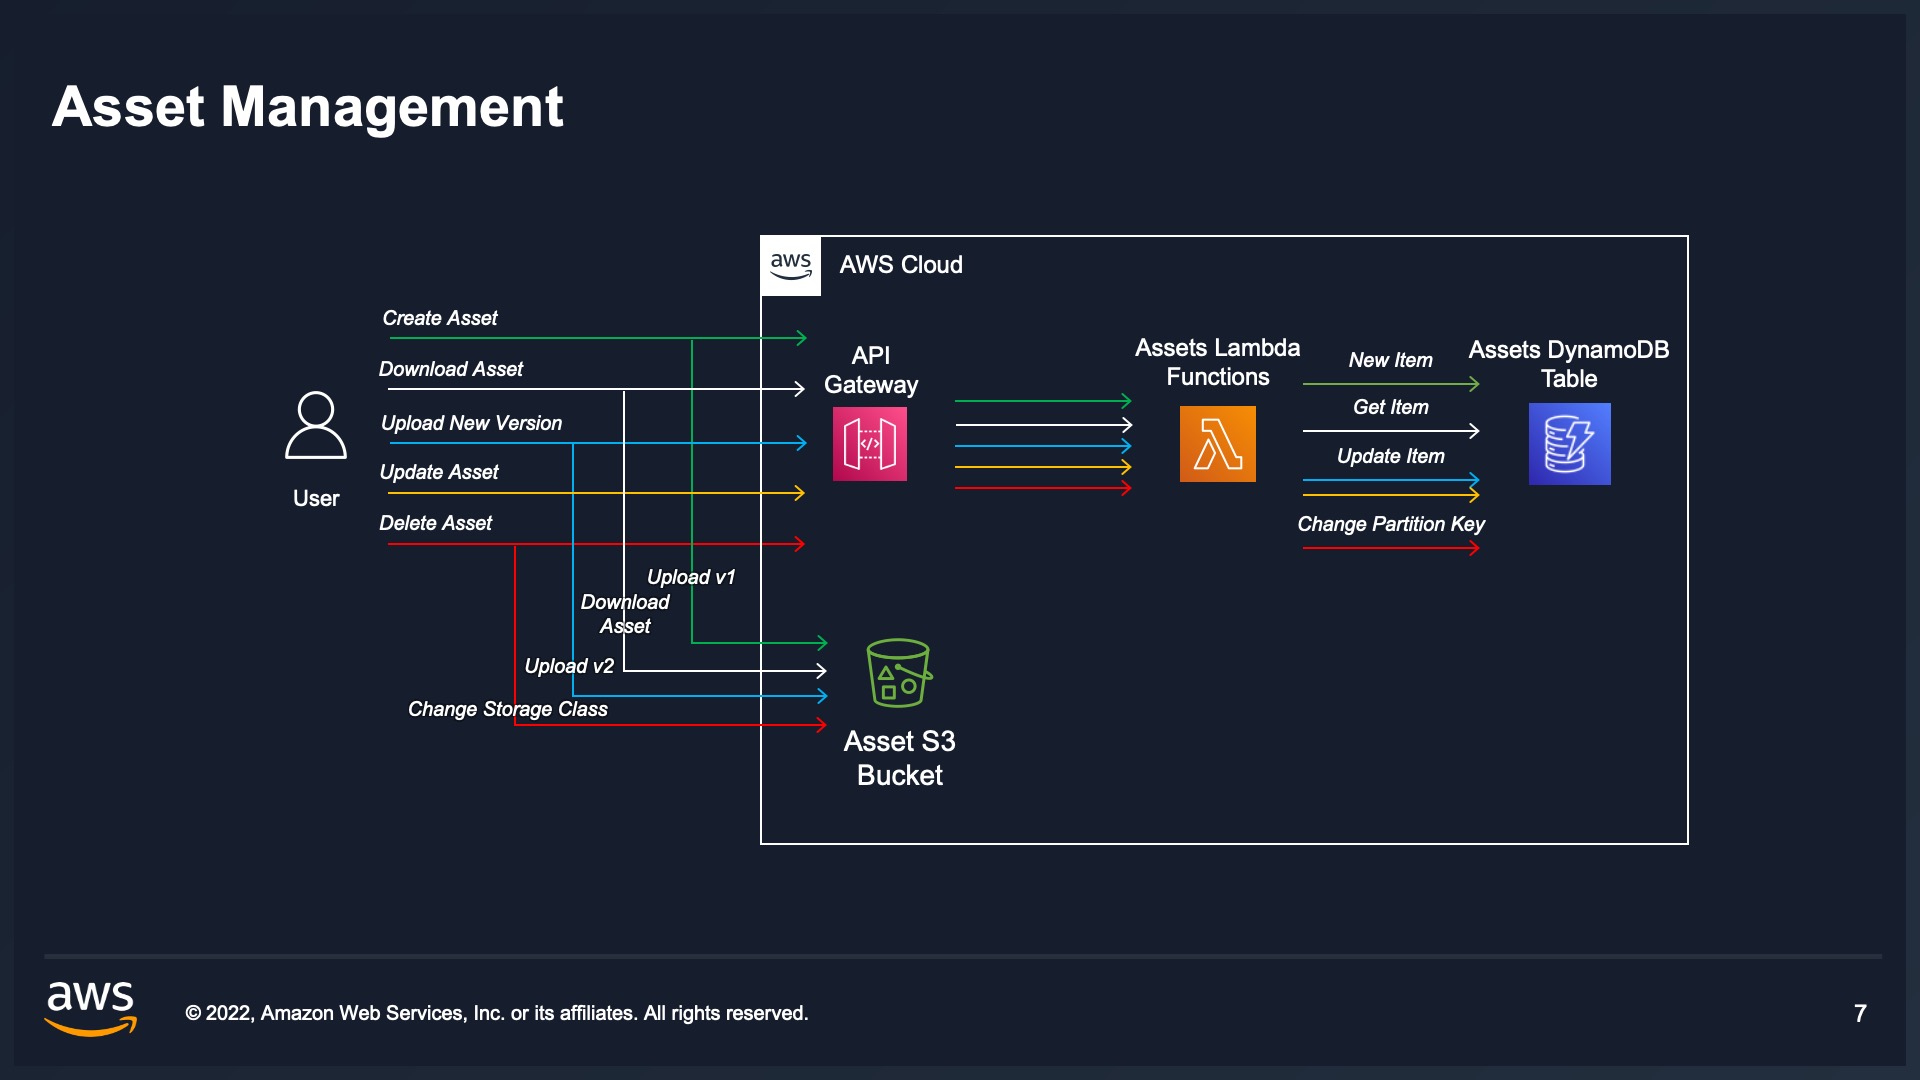 Asset Management
aws
AWS Cloud
Create Asset
Download Asset
Upload New Version
Update Asset
Delete Asset
User
API
Gateway
</>
Assets Lambda
Functions
New Item
Get Item
Update Item
Change Partition Key
Assets DynamoDB
Table
Upload v1
Download
Asset
Upload v2
Change Storage Class
Asset S3
Bucket
aws
© 2022, Amazon Web Services, Inc. or its affiliates. All rights reserved.
7